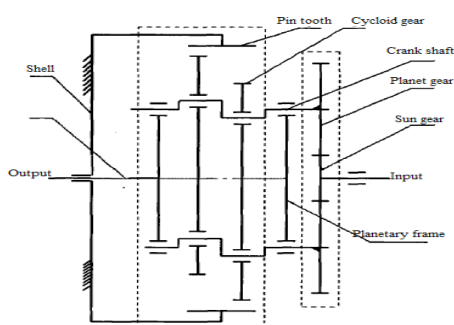 Pin tooth
Cycloid gear
Crank shaft
Shell
Planet gear
Sun gear
Output
Input
Planetary frame